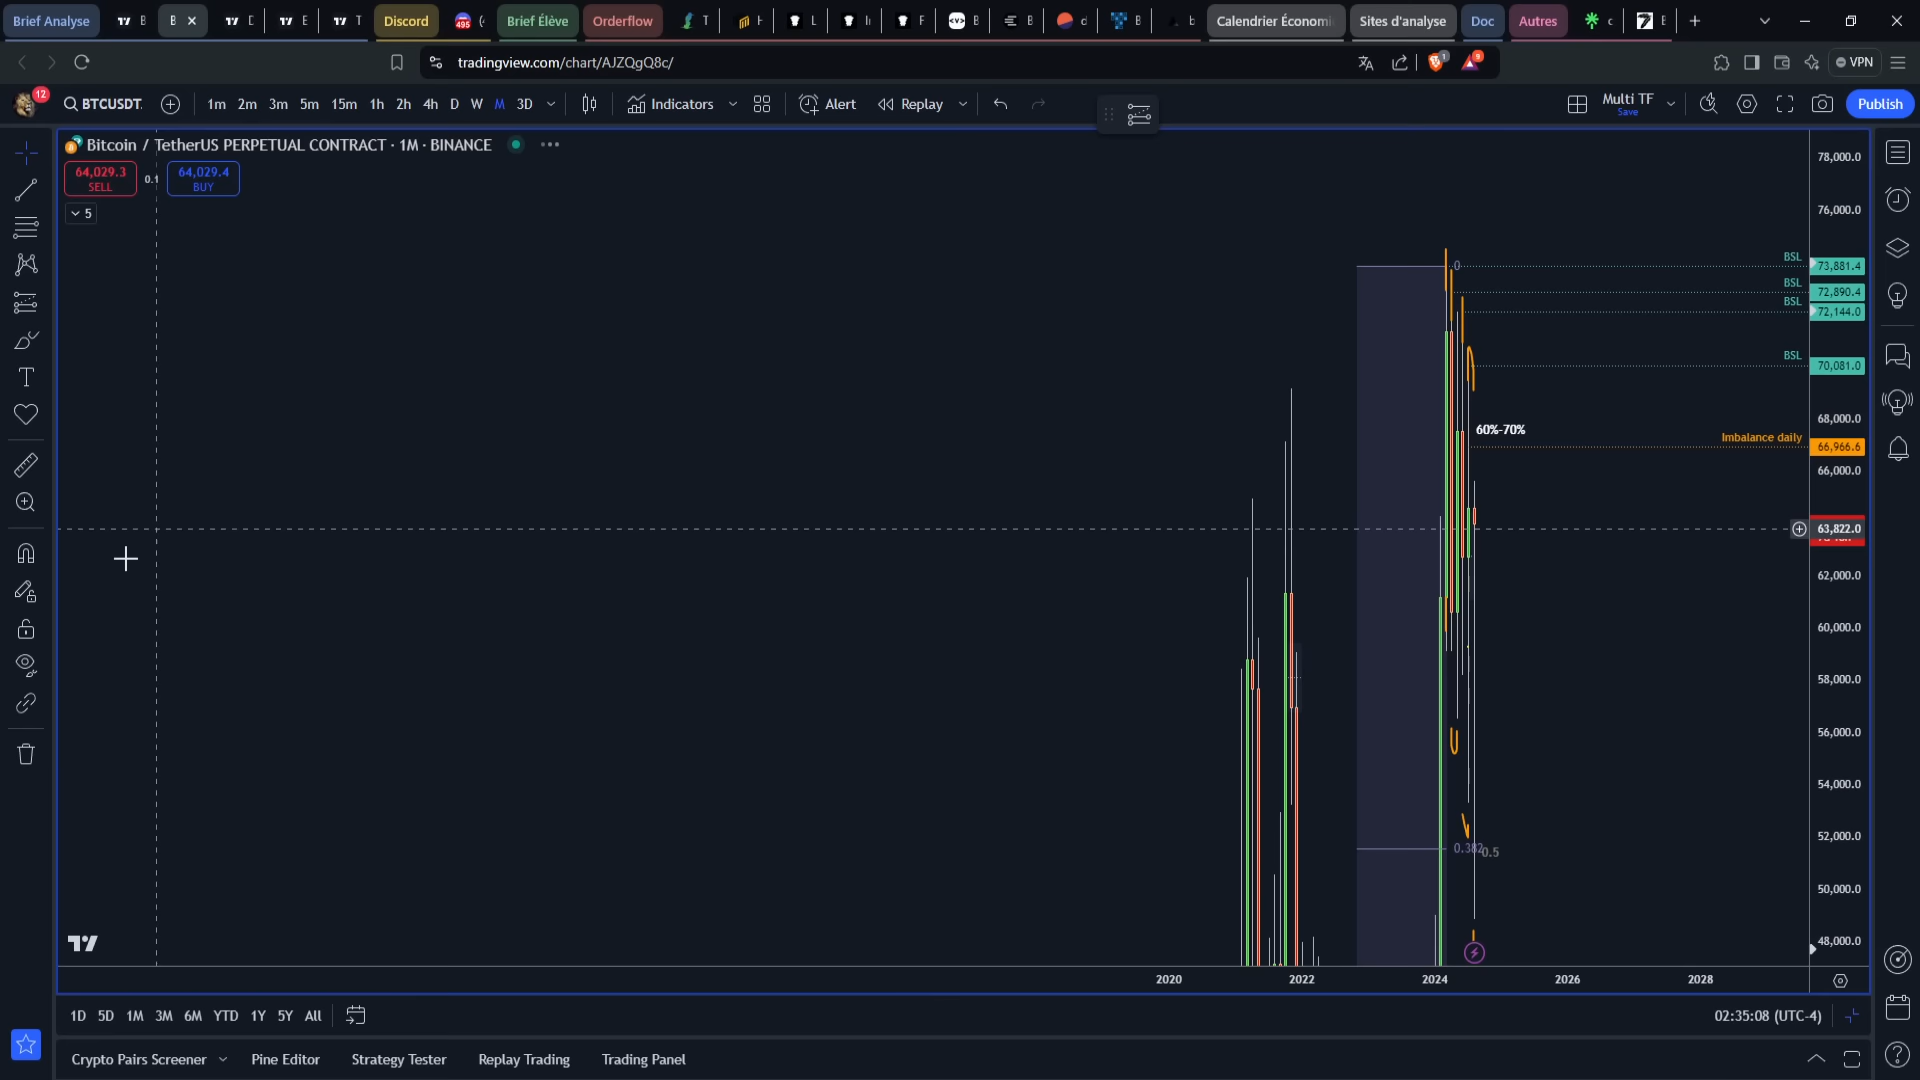 Brief Analyse
B
B
D
E
T
Discord
495
(
Brief Élève
Orderflow
T
H
L
F
B
B
B
b
Calendrier Économi
Sites d'analyse
Doc
Autres
c
E
tradingview.com/chart/AJZQgQ8c/
1
9
VPN
12
BTCUSDT.
1m 2m 3m 5m 15m 1h 2h 4h D W M 3D
Indicators
Alert
Replay
Multi TF
Save
Publish
Bitcoin / TetherUS PERPETUAL CONTRACT · 1M · BINANCE
64,029.3
SELL
0.1
64,029.4
BUY
5
78,000.0
76,000.0
BSL
73,881.4
0
BSL
72,890.4
BSL
72,144.0
BSL
70,081.0
68,000.0
60%-70%
Imbalance daily
66,966.6
66,000.0
63,822.0
62,000.0
60,000.0
58,000.0
56,000.0
54,000.0
52,000.0
0.382
0.5
50,000.0
48,000.0
2020 2022 2024 2026 2028
1D 5D 1M 3M 6M YTD 1Y 5Y All
02:35:08 (UTC-4)
Crypto Pairs Screener
Pine Editor
Strategy Tester
Replay Trading
Trading Panel